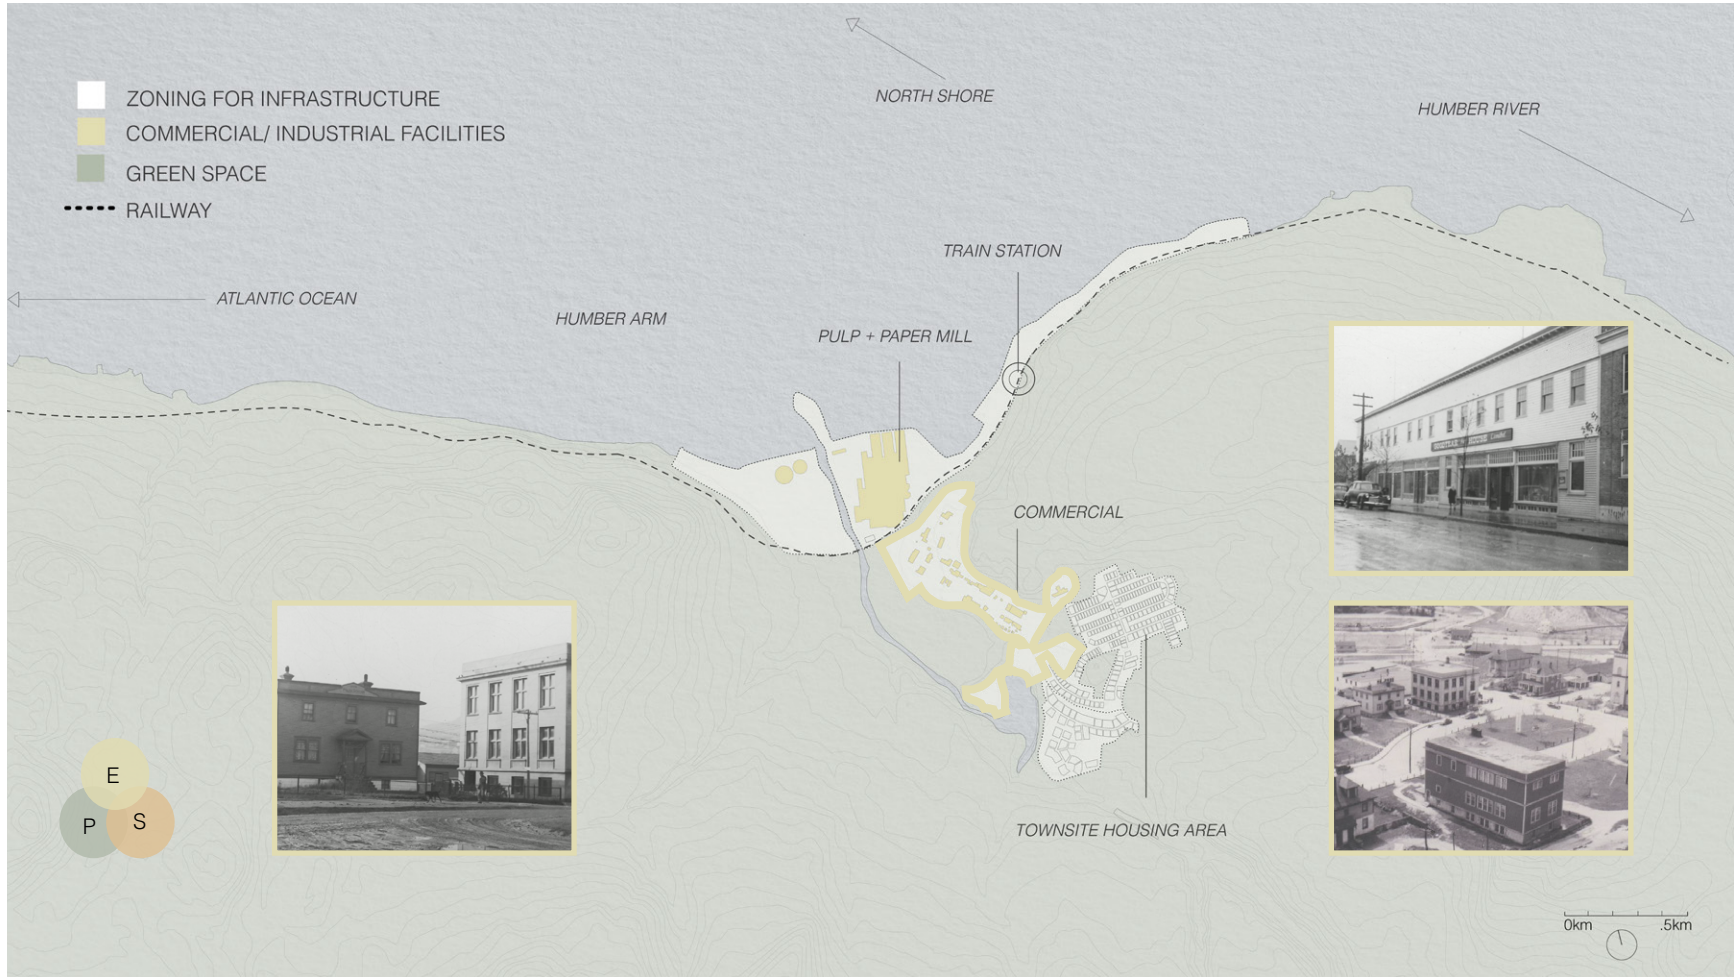 NORTH SHORE
HUMBER RIVER
ZONING FOR INFRASTRUCTURE
COMMERCIAL/ INDUSTRIAL FACILITIES
GREEN SPACE
RAILWAY
TRAIN STATION
ATLANTIC OCEAN
HUMBER ARM
PULP + PAPER MILL
COMMERCIAL
TOWNSITE HOUSING AREA
E
P
S
0km
.5km